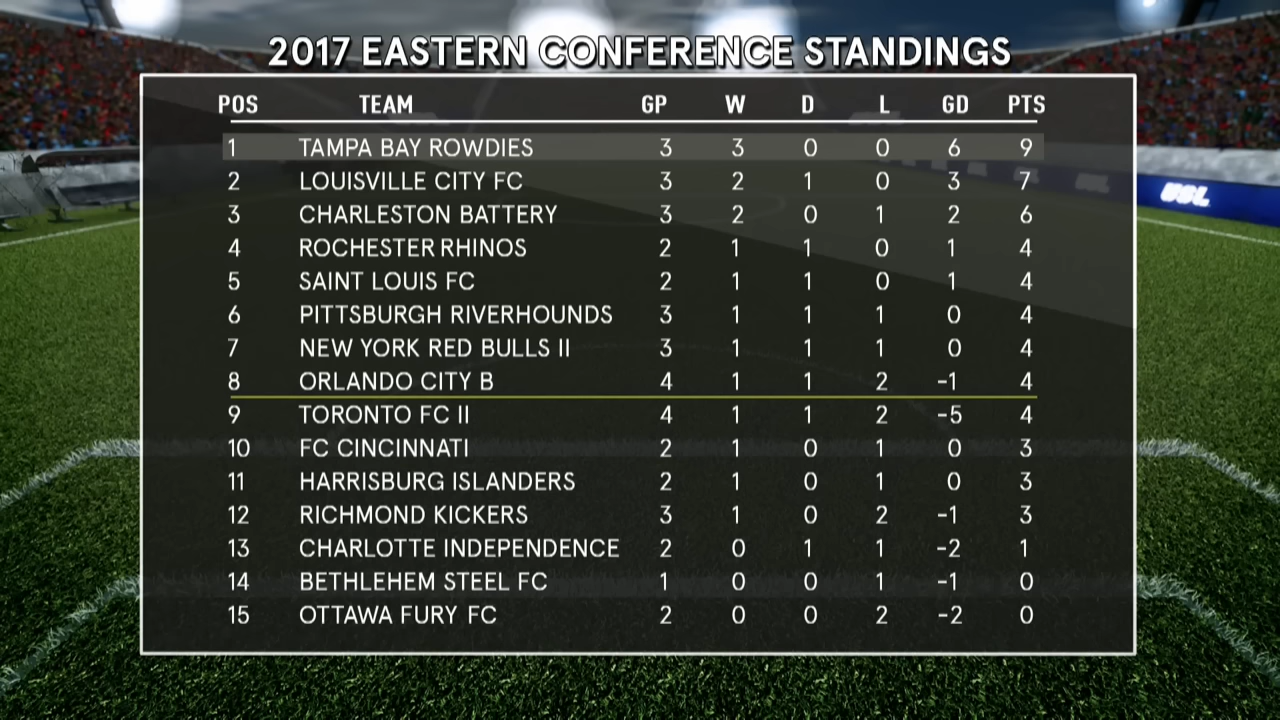 2017 EASTERN CONFERENCE STANDINGS
POS TEAM GP W D L GD PTS
1 TAMPA BAY ROWDIES 3 3 0 0 6 9
2 LOUISVILLE CITY FC 3 2 1 0 3 7
3 CHARLESTON BATTERY 3 2 0 1 2 6
4 ROCHESTER RHINOS 2 1 1 0 1 4
5 SAINT LOUIS FC 2 1 1 0 1 4
6 PITTSBURGH RIVERHOUNDS 3 1 1 1 0 4
7 NEW YORK RED BULLS II 3 1 1 1 0 4
8 ORLANDO CITY B 4 1 1 2 -1 4
9 TORONTO FC II 4 1 1 2 -5 4
10 FC CINCINNATI 2 1 0 1 0 3
11 HARRISBURG ISLANDERS 2 1 0 1 0 3
12 RICHMOND KICKERS 3 1 0 2 -1 3
13 CHARLOTTE INDEPENDENCE 2 0 1 1 -2 1
14 BETHLEHEM STEEL FC 1 0 0 1 -1 0
15 OTTAWA FURY FC 2 0 0 2 -2 0
USL